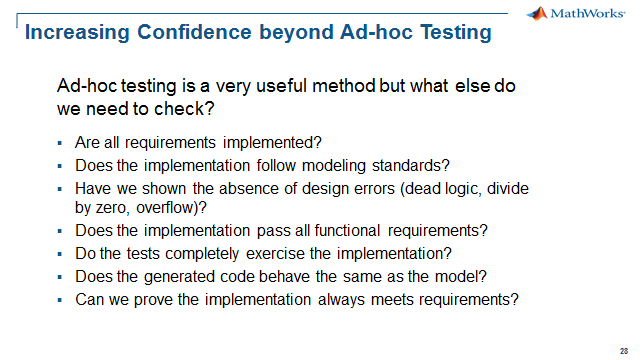 Increasing Confidence beyond Ad-hoc Testing
MathWorks®
Ad-hoc testing is a very useful method but what else do
we need to check?
▪ Are all requirements implemented?
▪ Does the implementation follow modeling standards?
▪ Have we shown the absence of design errors (dead logic, divide
by zero, overflow)?
▪ Does the implementation pass all functional requirements?
▪ Do the tests completely exercise the implementation?
▪ Does the generated code behave the same as the model?
▪ Can we prove the implementation always meets requirements?
28